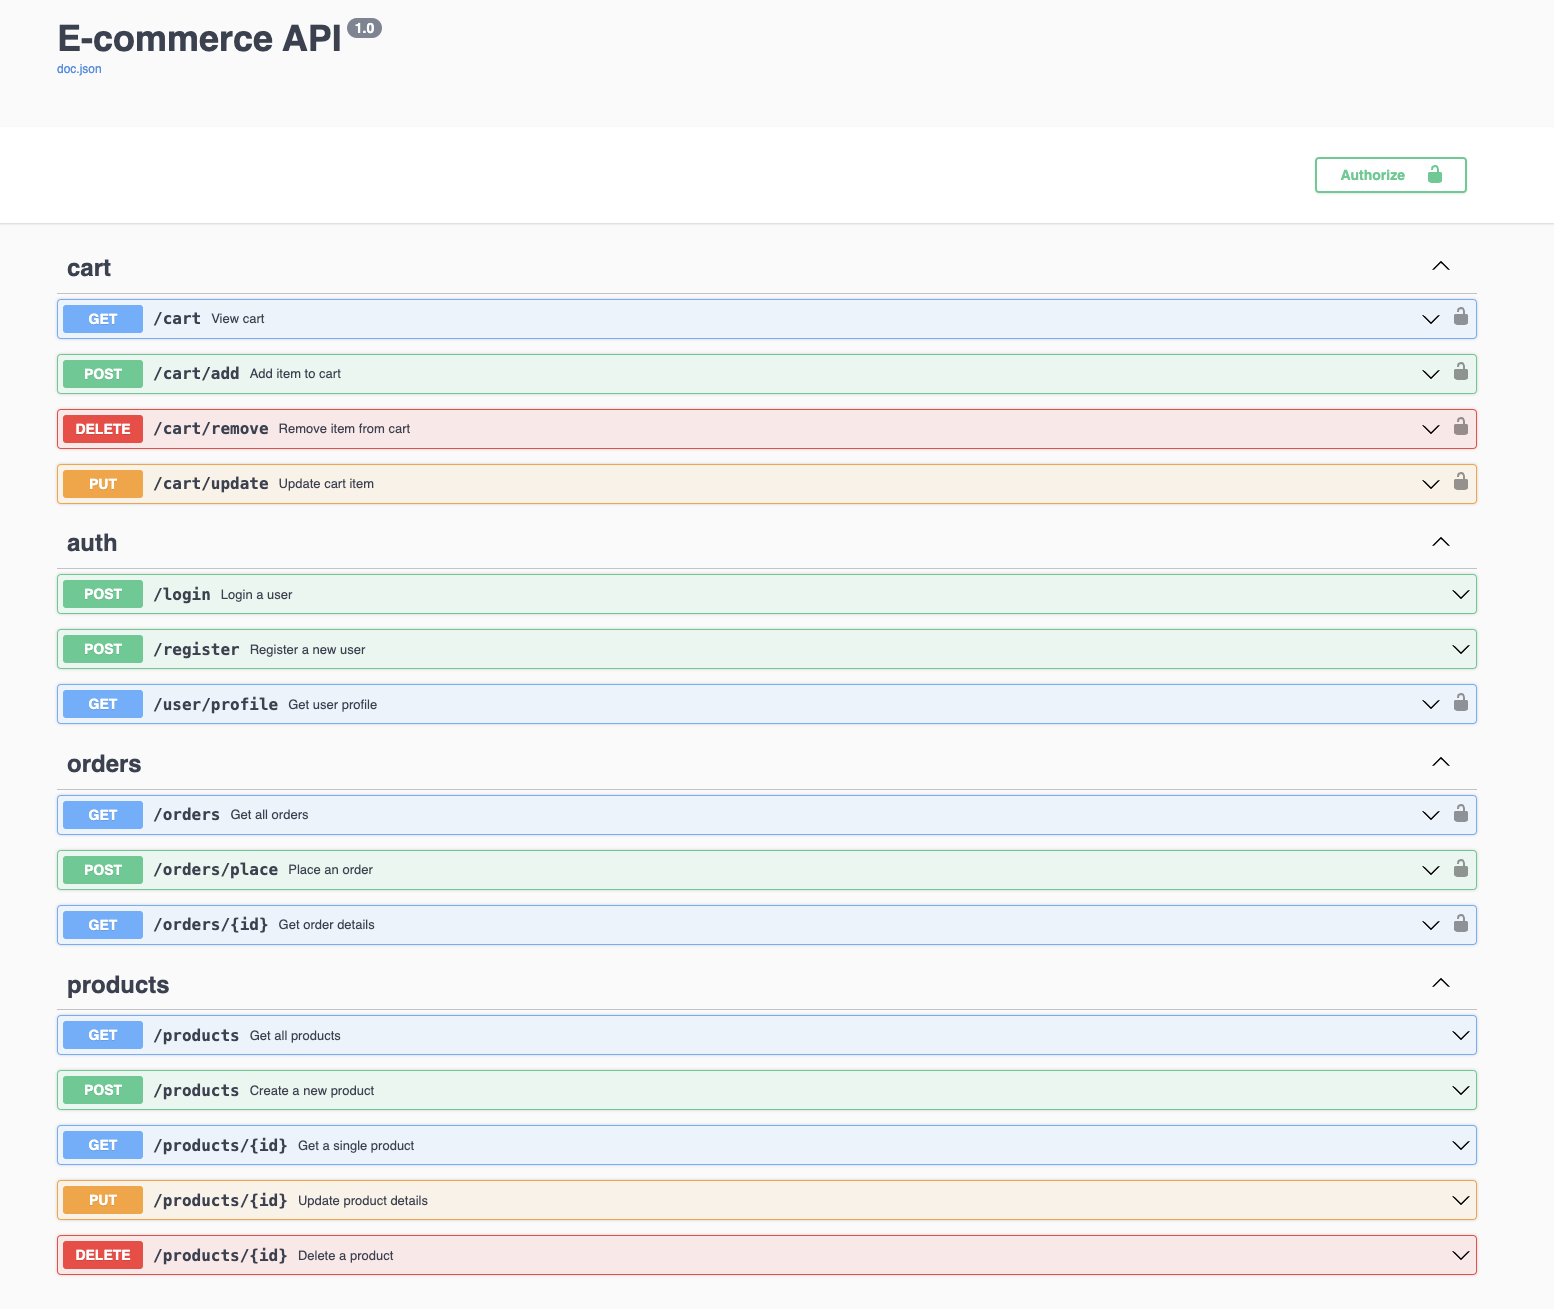 E-commerce API 1.0
doc.json
Authorize
cart
GET /cart View cart
POST /cart/add Add item to cart
DELETE /cart/remove Remove item from cart
PUT /cart/update Update cart item
auth
POST /login Login a user
POST /register Register a new user
GET /user/profile Get user profile
orders
GET /orders Get all orders
POST /orders/place Place an order
GET /orders/{id} Get order details
products
GET /products Get all products
POST /products Create a new product
GET /products/{id} Get a single product
PUT /products/{id} Update product details
DELETE /products/{id} Delete a product